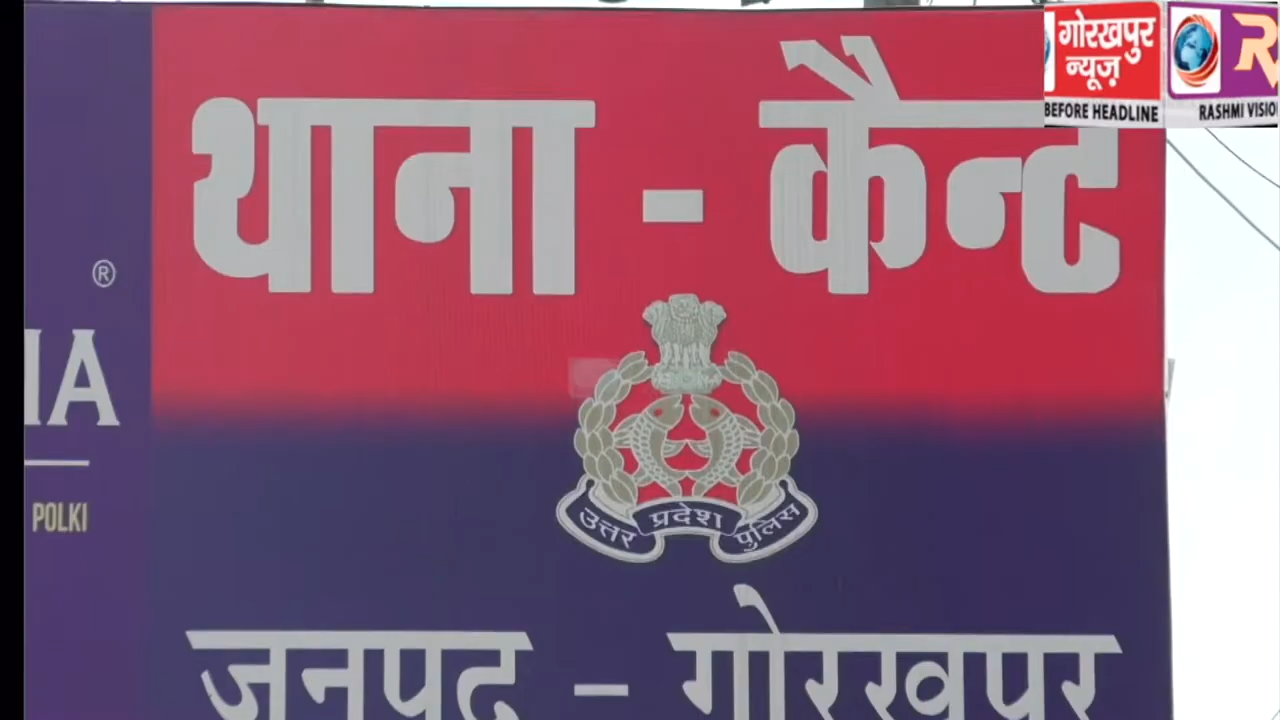 थाना - कैन्ट
उत्तर प्रदेश पुलिस
जनपद - गोरखपुर
®
IA
POLKI
गोरखपुर
न्यूज़
BEFORE HEADLINE
R
RASHMI VISIO